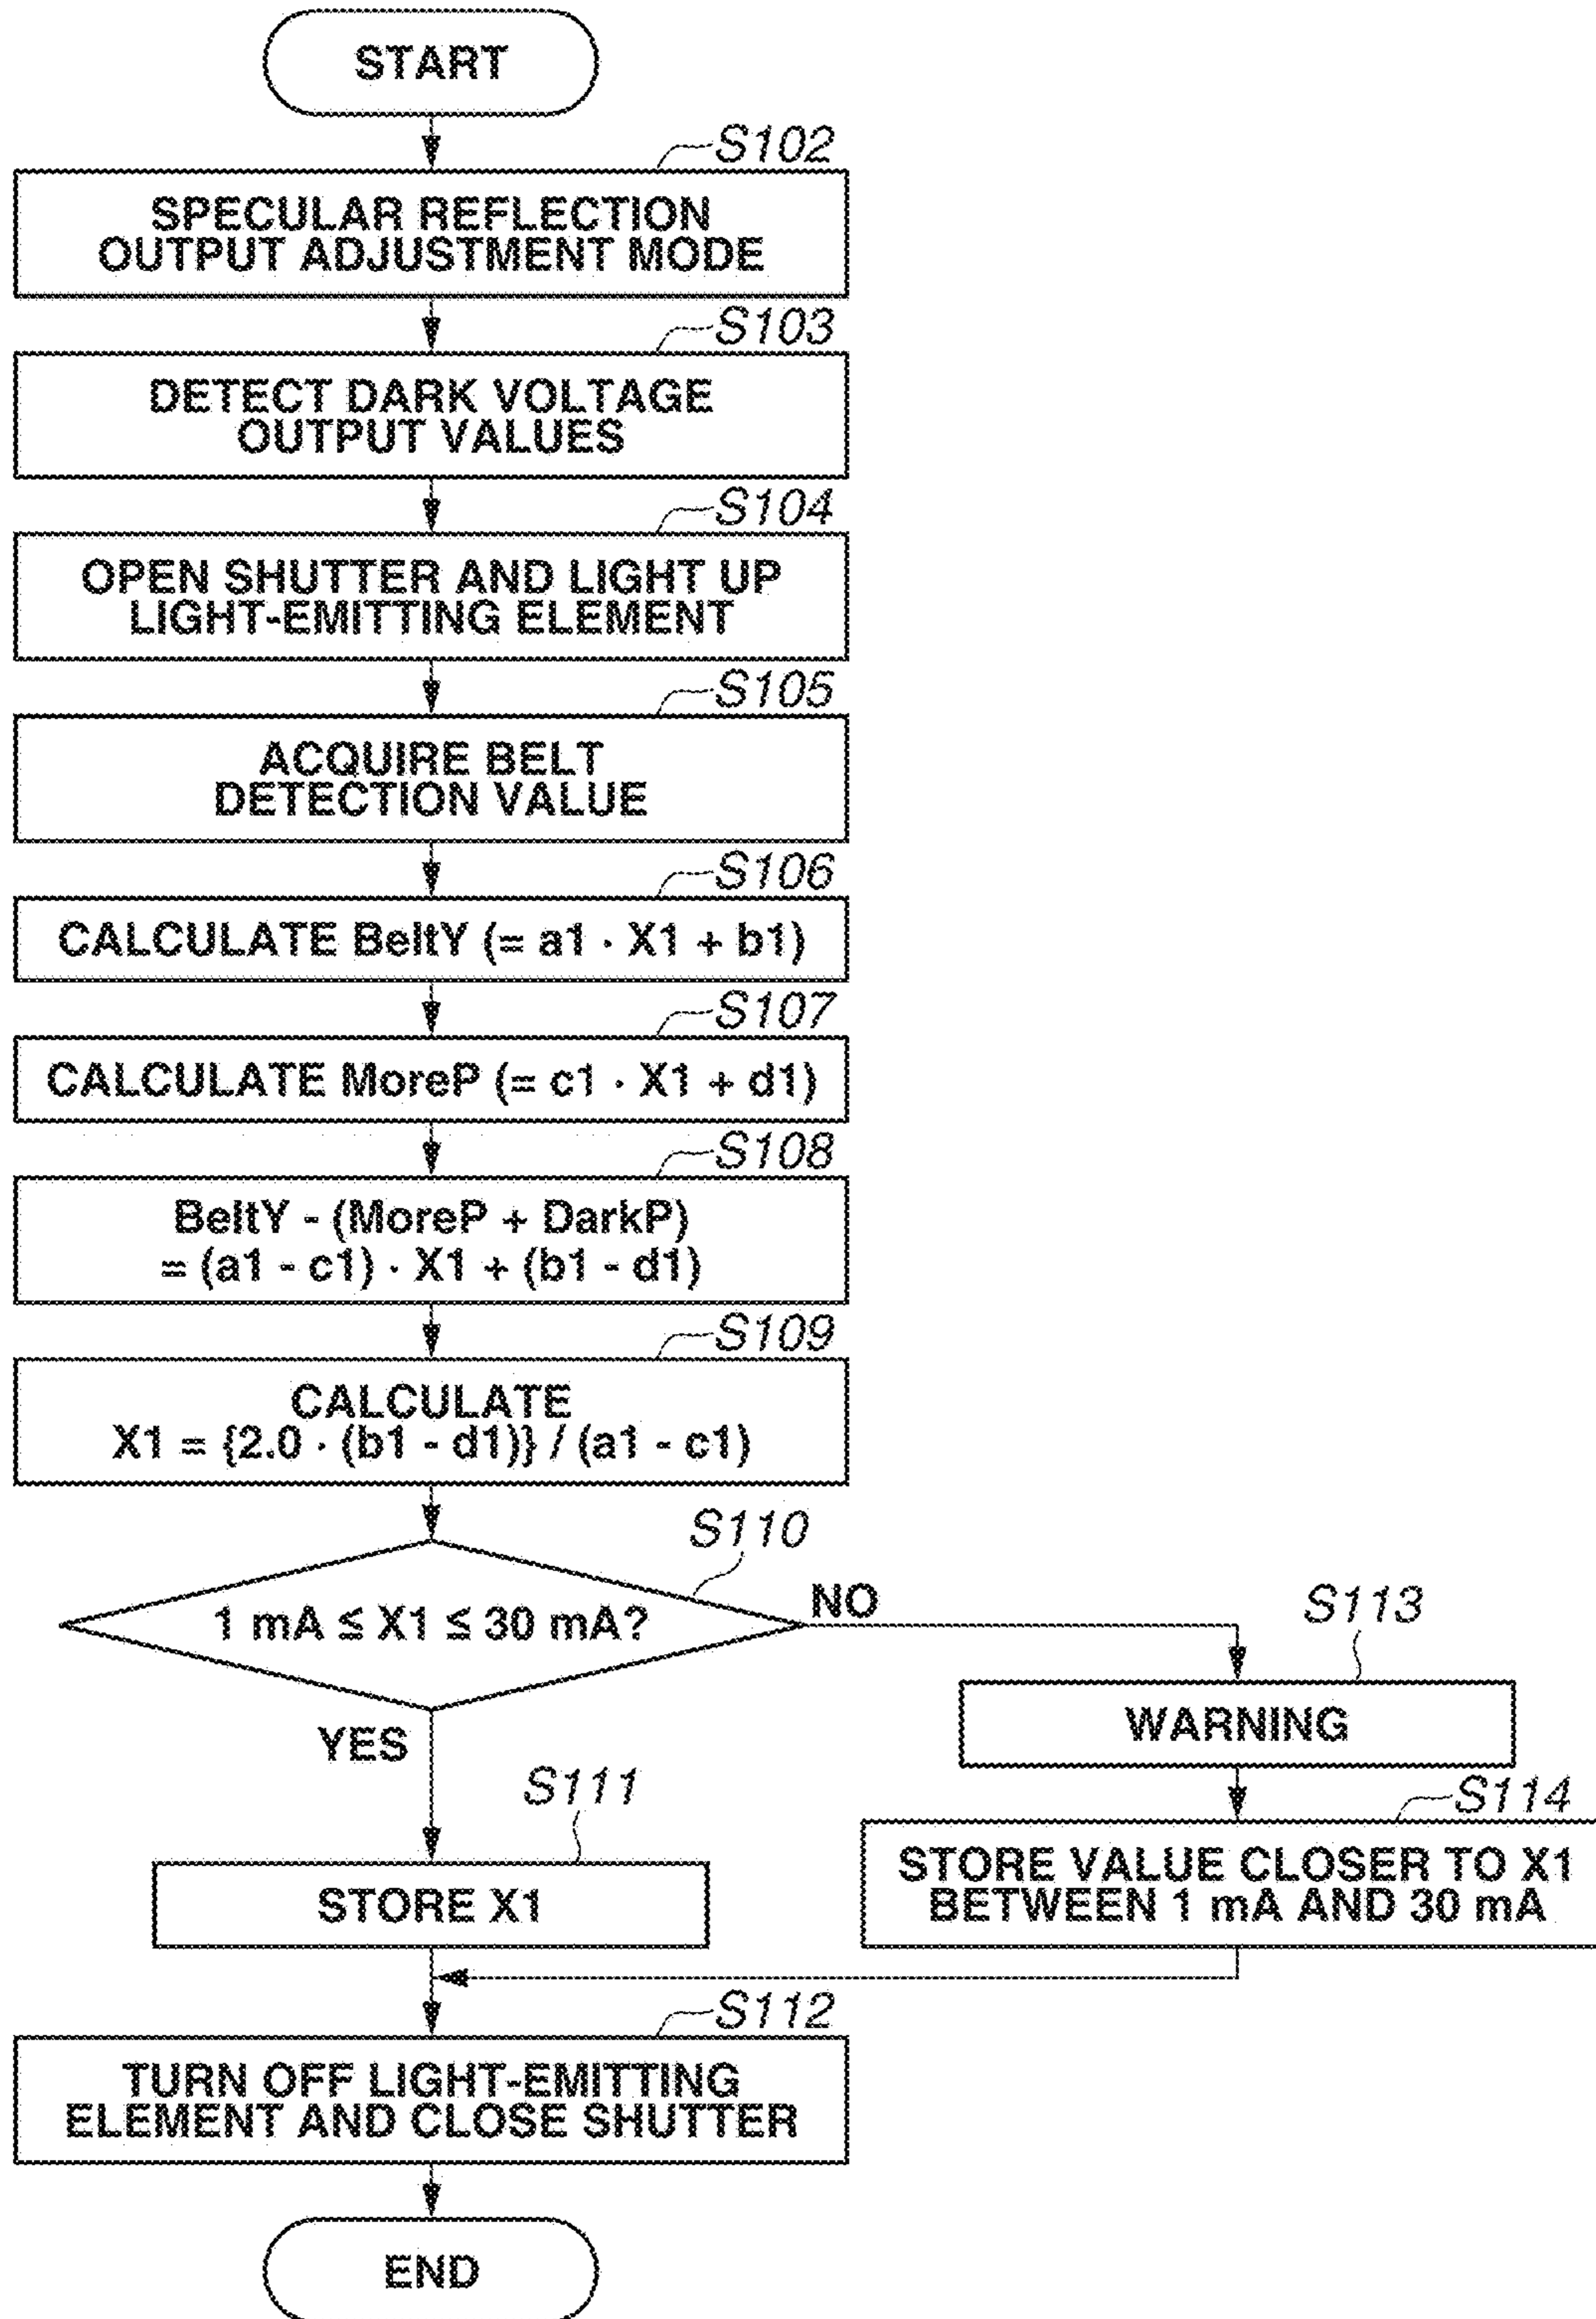 START
S102
SPECULAR REFLECTION
OUTPUT ADJUSTMENT MODE
S103
DETECT DARK VOLTAGE
OUTPUT VALUES
S104
OPEN SHUTTER AND LIGHT UP
LIGHT-EMITTING ELEMENT
S105
ACQUIRE BELT
DETECTION VALUE
S106
CALCULATE BeltY (= a1 · X1 + b1)
S107
CALCULATE MoreP (= c1 · X1 + d1)
S108
BeltY - (MoreP + DarkP)
= (a1 - c1) · X1 + (b1 - d1)
S109
CALCULATE
X1 = {2.0 · (b1 - d1)} / (a1 - c1)
S110
1 mA ≤ X1 ≤ 30 mA?
NO
S113
WARNING
YES
S111
STORE X1
S114
STORE VALUE CLOSER TO X1
BETWEEN 1 mA AND 30 mA
S112
TURN OFF LIGHT-EMITTING
ELEMENT AND CLOSE SHUTTER
END